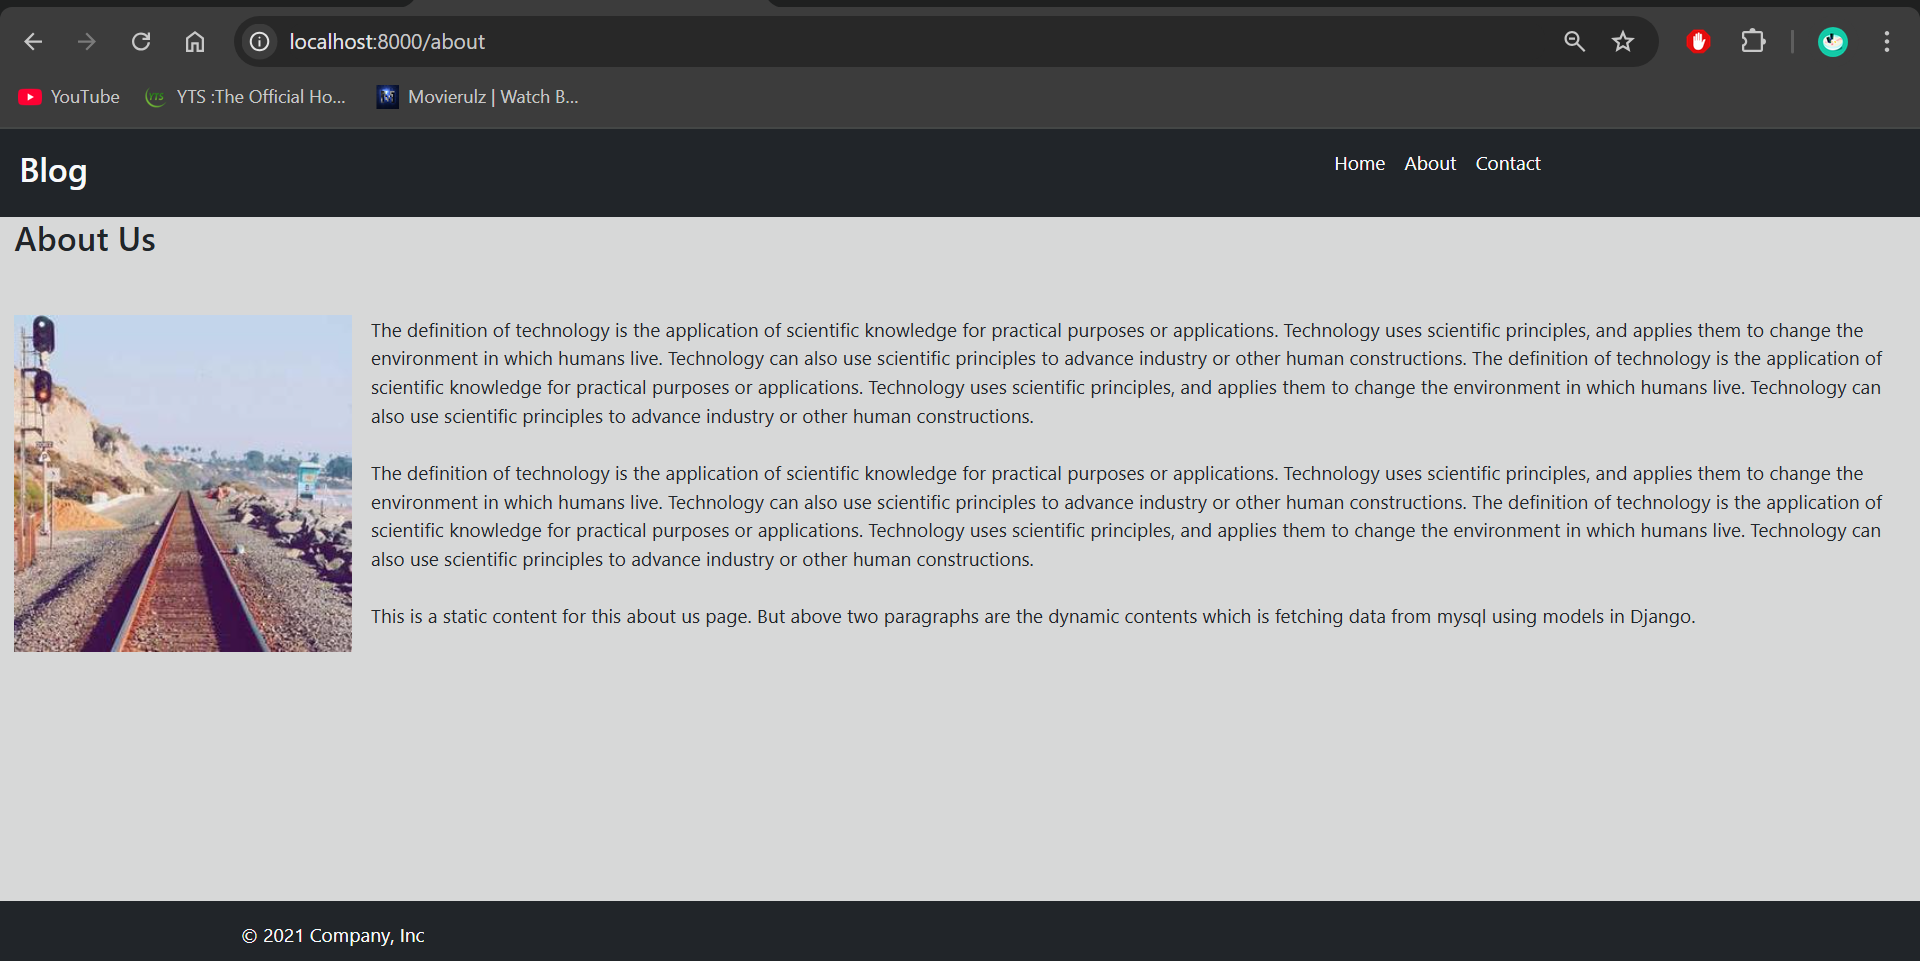 localhost:8000/about
YouTube YTS :The Official Ho... Movierulz | Watch B...
Blog Home About Contact
About Us
The definition of technology is the application of scientific knowledge for practical purposes or applications. Technology uses scientific principles, and applies them to change the
environment in which humans live. Technology can also use scientific principles to advance industry or other human constructions. The definition of technology is the application of
scientific knowledge for practical purposes or applications. Technology uses scientific principles, and applies them to change the environment in which humans live. Technology can
also use scientific principles to advance industry or other human constructions.
The definition of technology is the application of scientific knowledge for practical purposes or applications. Technology uses scientific principles, and applies them to change the
environment in which humans live. Technology can also use scientific principles to advance industry or other human constructions. The definition of technology is the application of
scientific knowledge for practical purposes or applications. Technology uses scientific principles, and applies them to change the environment in which humans live. Technology can
also use scientific principles to advance industry or other human constructions.
This is a static content for this about us page. But above two paragraphs are the dynamic contents which is fetching data from mysql using models in Django.
© 2021 Company, Inc